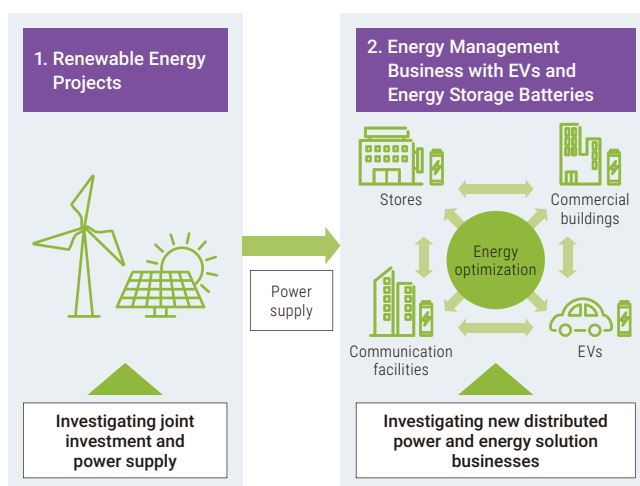 1. Renewable Energy
Projects
Power
supply
Investigating joint
investment and
power supply
2. Energy Management
Business with EVs and
Energy Storage Batteries
Stores
Commercial
buildings
Energy
optimization
Communication
facilities
EVs
Investigating new distributed
power and energy solution
businesses